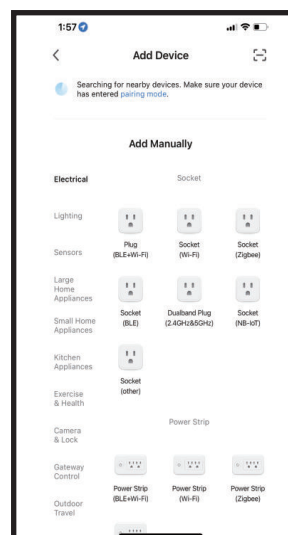 1:57
Add Device
Searching for nearby devices. Make sure your device
has entered pairing mode.
Add Manually
Electrical
Socket
Lighting
Plug
(BLE+Wi-Fi)
Socket
(Wi-Fi)
Socket
(Zigbee)
Sensors
Large
Home
Appliances
Socket
(BLE)
Dualband Plug
(2.4GHz&5GHz)
Socket
(NB-IoT)
Small Home
Appliances
Kitchen
Appliances
Socket
(other)
Exercise
& Health
Power Strip
Camera
& Lock
Gateway
Control
Power Strip
(BLE+Wi-Fi)
Power Strip
(Wi-Fi)
Power Strip
(Zigbee)
Outdoor
Travel